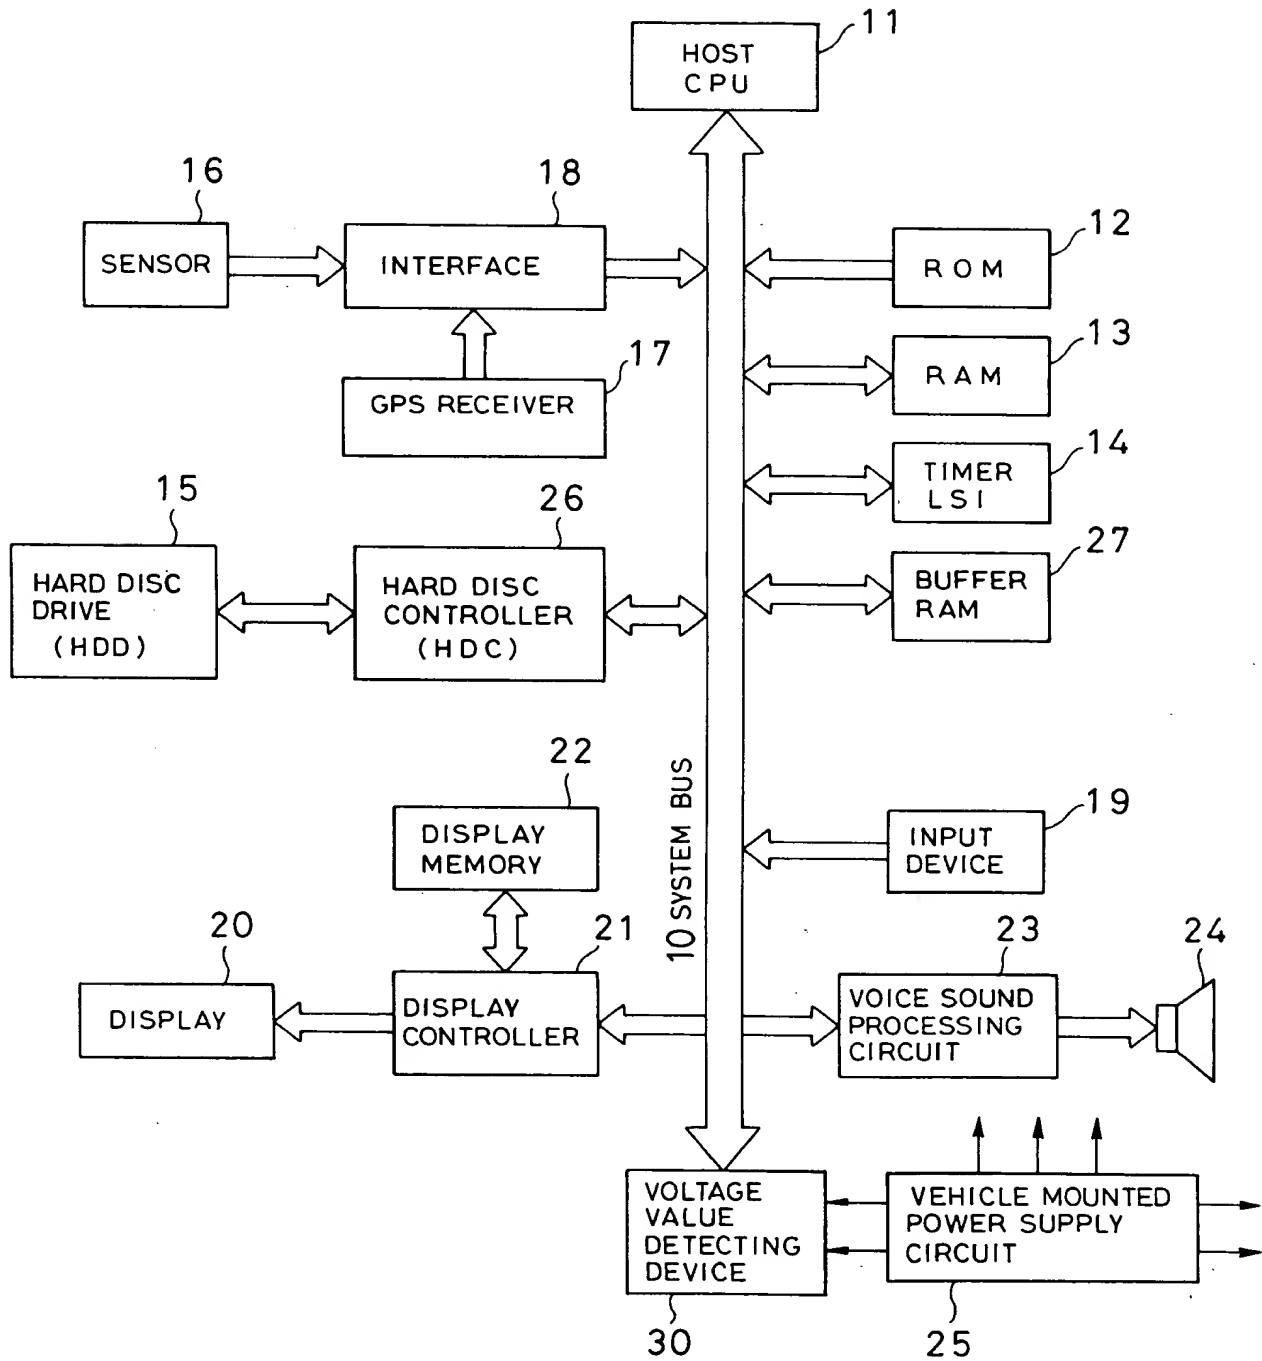 11
HOST
CPU
16
18
12
SENSOR
INTERFACE
ROM
17
13
GPS RECEIVER
RAM
14
TIMER
LSI
15
26
27
HARD DISC
DRIVE
(HDD)
HARD DISC
CONTROLLER
(HDC)
BUFFER
RAM
22
19
DISPLAY
MEMORY
10 SYSTEM BUS
INPUT
DEVICE
20
21
23
24
DISPLAY
DISPLAY
CONTROLLER
VOICE SOUND
PROCESSING
CIRCUIT
VOLTAGE
VALUE
DETECTING
DEVICE
VEHICLE MOUNTED
POWER SUPPLY
CIRCUIT
30
25